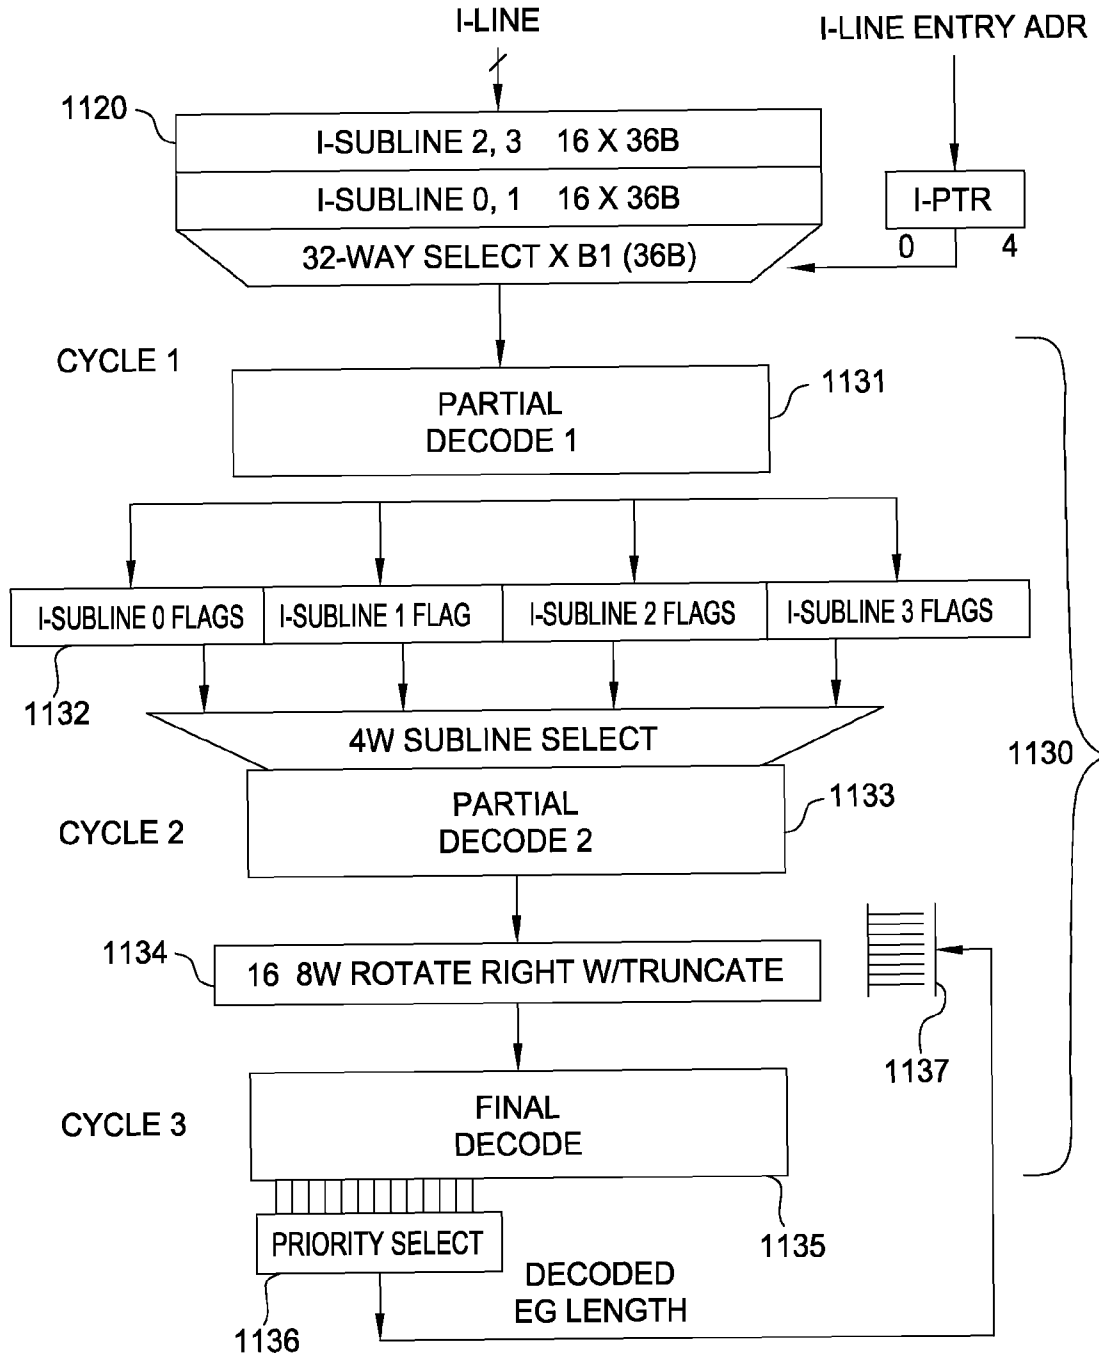 I-LINE
I-LINE ENTRY ADR
1120
I-SUBLINE 2, 3 16 X 36B
I-SUBLINE 0, 1 16 X 36B
I-PTR
0 4
32-WAY SELECT X B1 (36B)
CYCLE 1
PARTIAL
DECODE 1
1131
I-SUBLINE 0 FLAGS
I-SUBLINE 1 FLAG
I-SUBLINE 2 FLAGS
I-SUBLINE 3 FLAGS
1132
4W SUBLINE SELECT
1130
CYCLE 2
PARTIAL
DECODE 2
1133
1134
16 8W ROTATE RIGHT W/TRUNCATE
1137
CYCLE 3
FINAL
DECODE
1135
PRIORITY SELECT
1136
DECODED
EG LENGTH